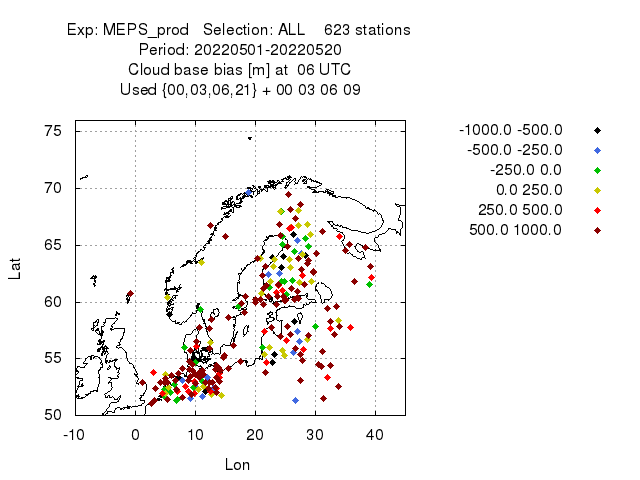 Exp: MEPS_prod Selection: ALL 623 stations
Period: 20220501-20220520
Cloud base bias [m] at 06 UTC
Used {00,03,06,21} + 00 03 06 09
-1000.0 -500.0
-500.0 -250.0
-250.0 0.0
0.0 250.0
250.0 500.0
500.0 1000.0
75
70
65
60
55
50
Lat
-10 0 10 20 30 40
Lon